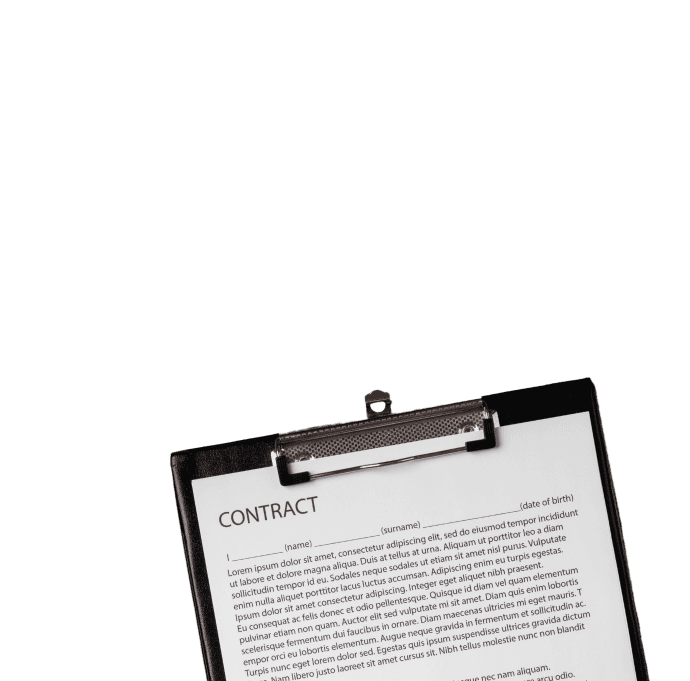 CONTRACT
I __________ (name) _____________ (surname) ___________________(date of birth)
Lorem ipsum dolor sit amet, consectetur adipiscing elit, sed do eiusmod tempor incididunt
ut labore et dolore magna aliqua. Duis at tellus at urna. Aliquam ut porttitor leo a diam
sollicitudin tempor id eu. Sodales neque sodales ut etiam sit amet nisl purus. Vulputate
enim nulla aliquet porttitor lacus luctus accumsan. Adipiscing enim eu turpis egestas.
Ipsum dolor sit amet consectetur adipiscing. Integer eget aliquet nibh praesent.
Eu consequat ac felis donec et odio pellentesque. Quisque id diam vel quam elementum
pulvinar etiam non quam. Auctor elit sed vulputate mi sit amet. Diam quis enim lobortis
scelerisque fermentum dui faucibus in ornare. Diam maecenas ultricies mi eget mauris. T
empor orci eu lobortis elementum. Augue neque gravida in fermentum et sollicitudin ac.
Turpis nunc eget lorem dolor sed. Egestas quis ipsum suspendisse ultrices gravida dictum
Nam libero justo laoreet sit amet cursus sit. Nibh tellus molestie nunc non blandit
nec nam aliquam.
arcu odio.